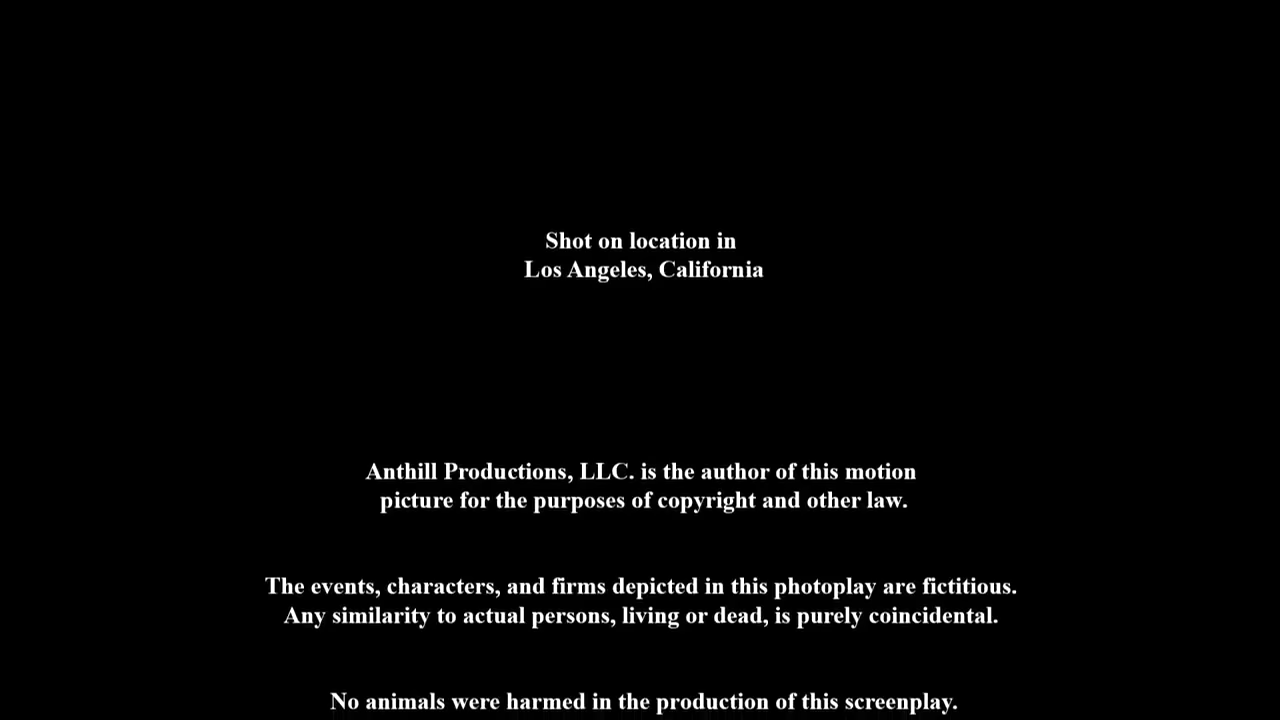 Shot on location in
Los Angeles, California
Anthill Productions, LLC. is the author of this motion
picture for the purposes of copyright and other law.
The events, characters, and firms depicted in this photoplay are fictitious.
Any similarity to actual persons, living or dead, is purely coincidental.
No animals were harmed in the production of this screenplay.